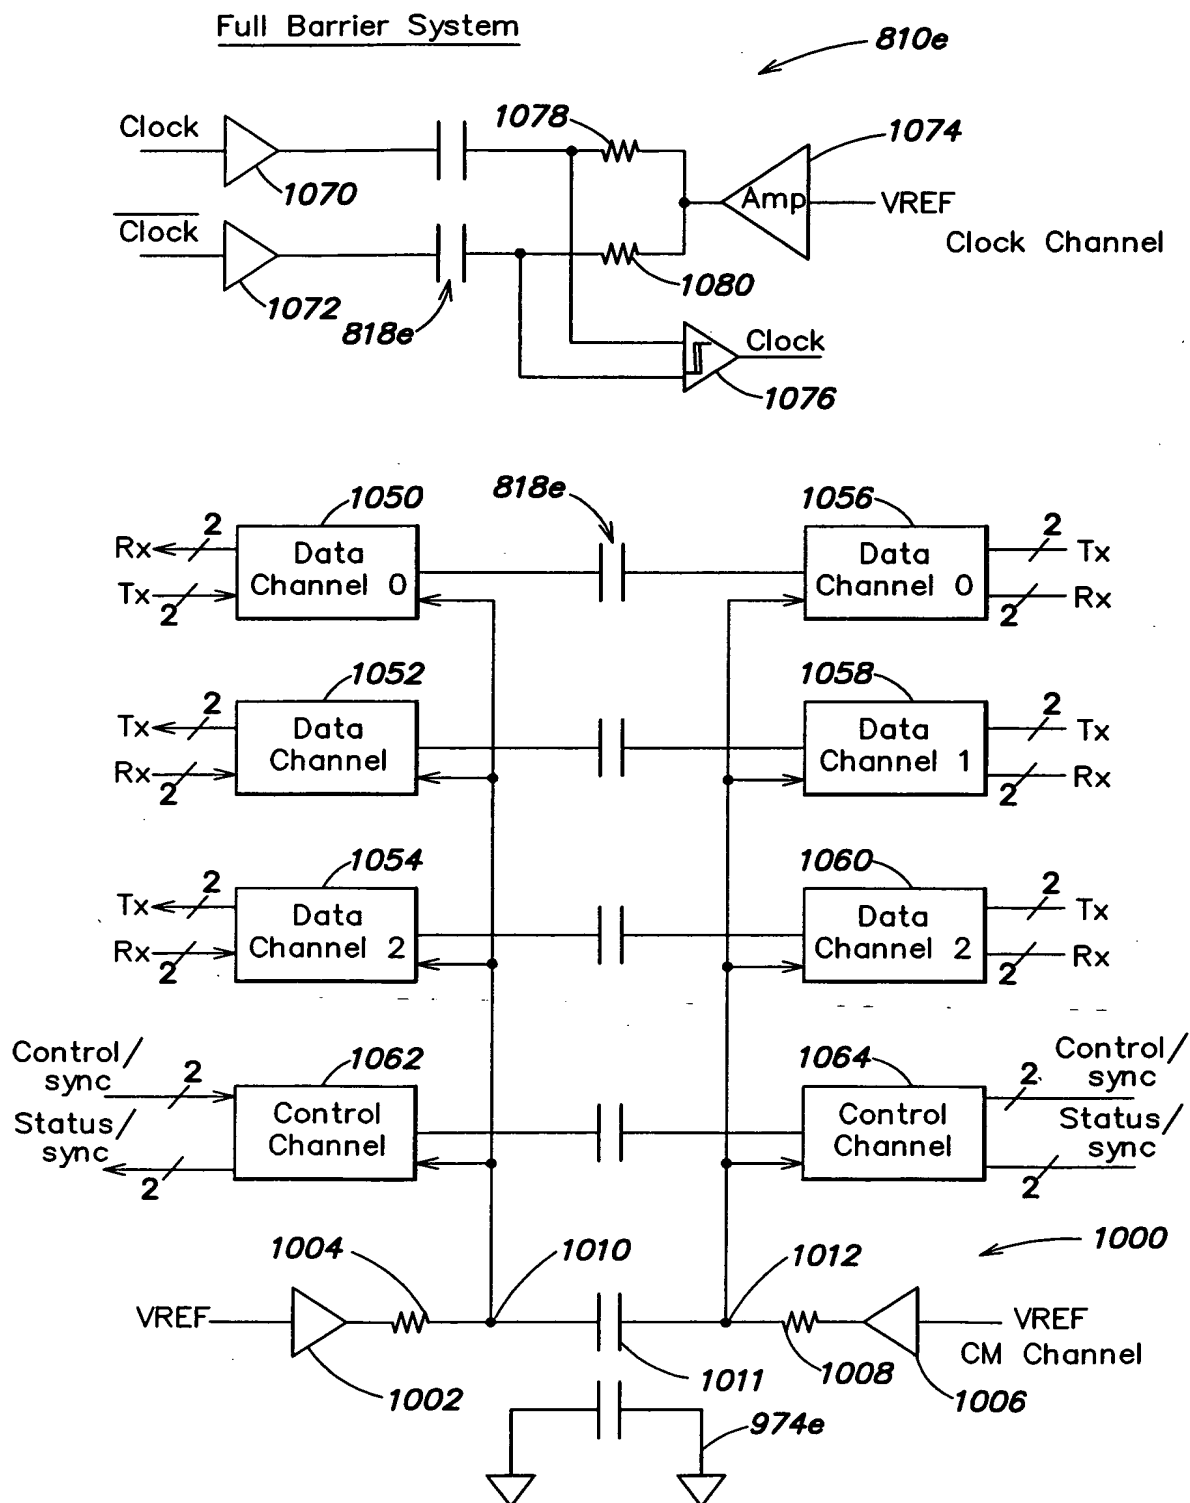 Full Barrier System
810e
Clock
1070
1078
1074
Amp
VREF
Clock
1072
818e
1080
Clock Channel
Clock
1076
1050
818e
1056
Rx 2
Tx 2
Data
Channel 0
Data
Channel 0
2 Tx
2 Rx
1052
1058
Tx 2
Rx 2
Data
Channel
Data
Channel 1
2 Tx
2 Rx
1054
1060
Tx 2
Rx 2
Data
Channel 2
Data
Channel 2
2 Tx
2 Rx
Control/
sync
2
1062
1064
2
Control/
sync
Status/
sync
2
Control
Channel
Control
Channel
2
Status/
sync
1004
1010
1012
1000
VREF
VREF
CM Channel
1002
1011
1008
1006
974e